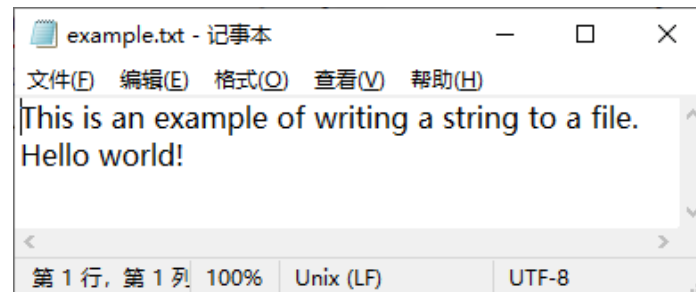 example.txt - 记事本
文件(F) 编辑(E) 格式(O) 查看(V) 帮助(H)
This is an example of writing a string to a file.
Hello world!
第 1 行, 第 1 列 100% Unix (LF) UTF-8